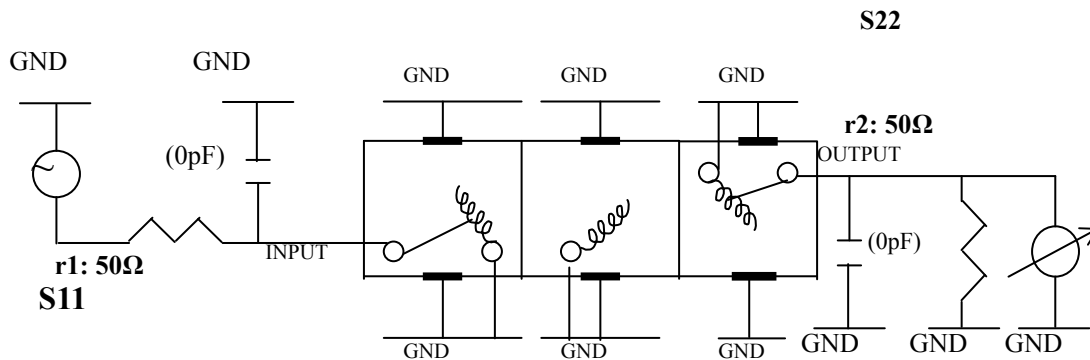 S22
GND
GND
GND
GND
GND
r2: 50Ω
(0pF)
OUTPUT
INPUT
(0pF)
r1: 50Ω
S11
GND
GND
GND
GND
GND
GND